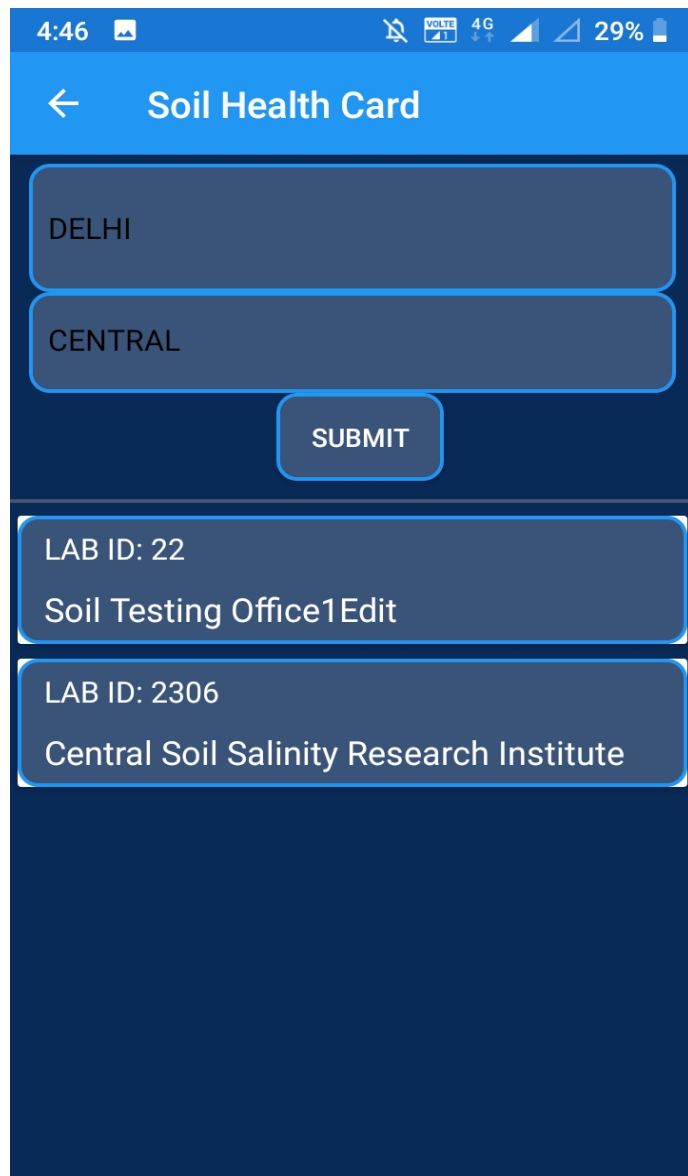 4:46 VOLTE 1 4G 29%
Soil Health Card
DELHI
CENTRAL
SUBMIT
LAB ID: 22
Soil Testing Office1Edit
LAB ID: 2306
Central Soil Salinity Research Institute